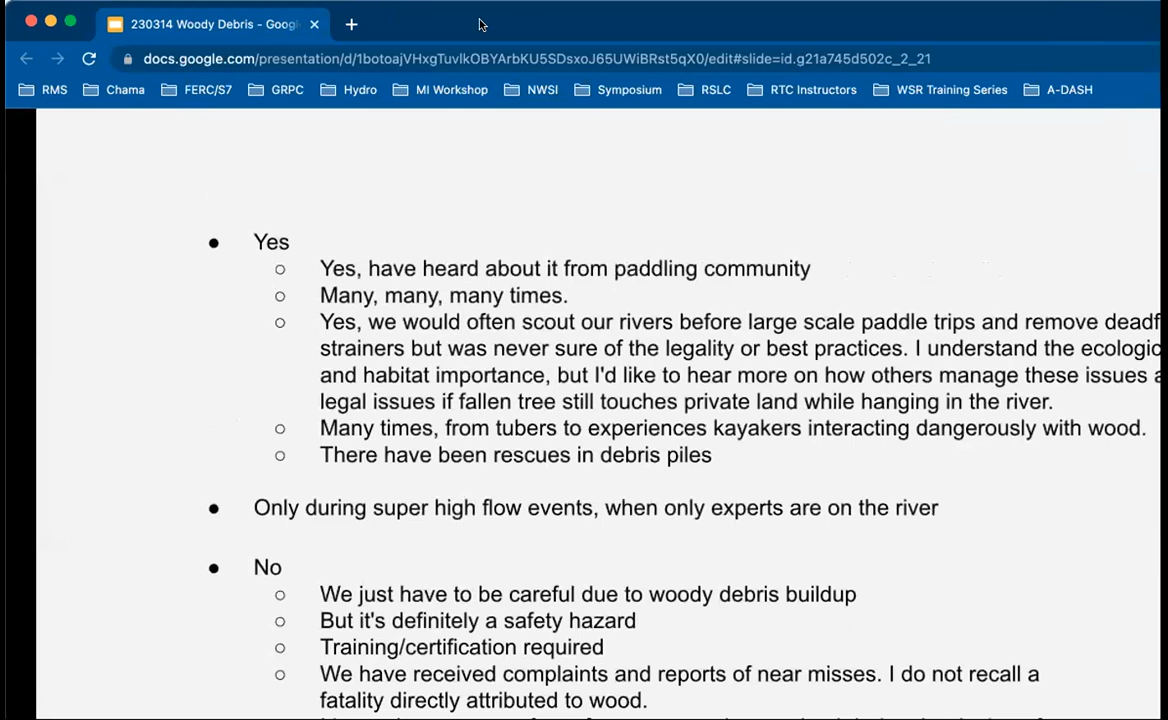 230314 Woody Debris - Goog
docs.google.com/presentation/d/1botoajVHxgTuvlkOBYArbKU5SDsxoJ65UWiBRst5qX0/edit#slide=id.g21a745d502c_2_21
RMS Chama FERC/S7 GRPC Hydro MI Workshop NWSI Symposium RSLC RTC Instructors WSR Training Series A-DASH
● Yes
○ Yes, have heard about it from paddling community
○ Many, many, many times.
○ Yes, we would often scout our rivers before large scale paddle trips and remove deadf
strainers but was never sure of the legality or best practices. I understand the ecologic
and habitat importance, but I'd like to hear more on how others manage these issues a
legal issues if fallen tree still touches private land while hanging in the river.
○ Many times, from tubers to experiences kayakers interacting dangerously with wood.
○ There have been rescues in debris piles
● Only during super high flow events, when only experts are on the river
● No
○ We just have to be careful due to woody debris buildup
○ But it's definitely a safety hazard
○ Training/certification required
○ We have received complaints and reports of near misses. I do not recall a
fatality directly attributed to wood.